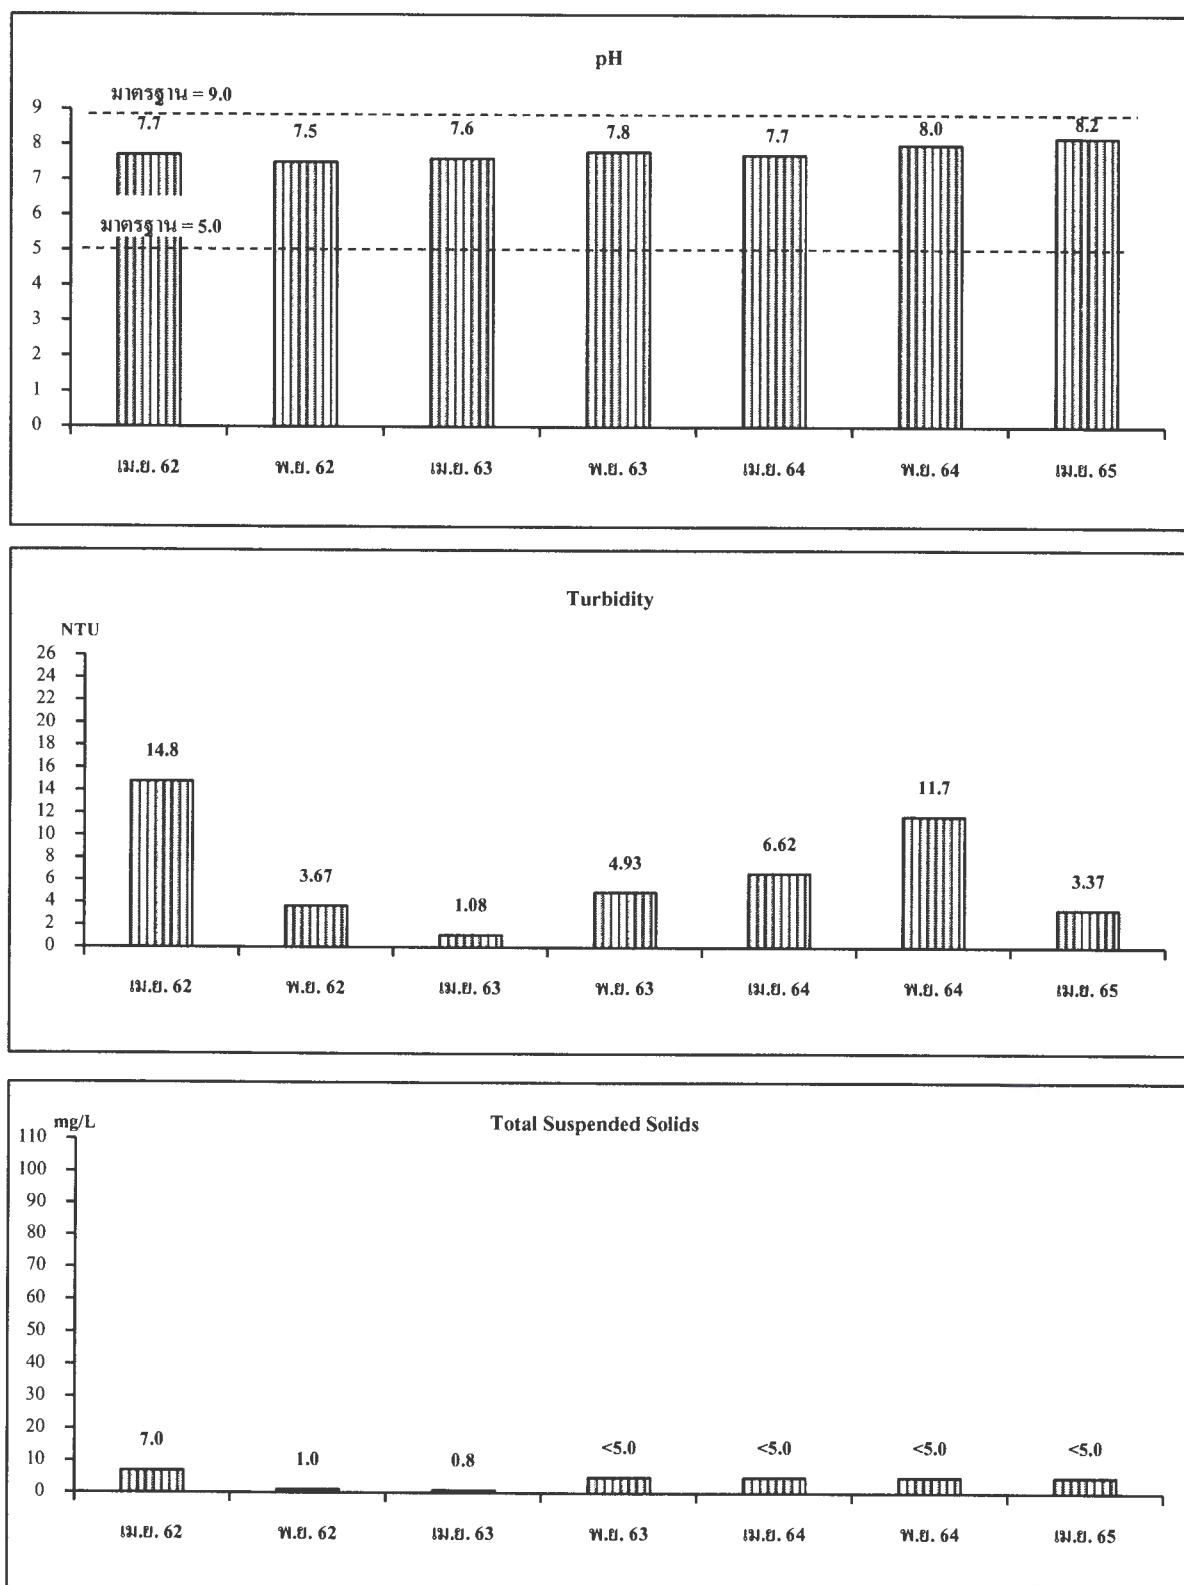 pH
มาตรฐาน = 9.0
9
8
7
6
5
4
3
2
1
0
7.7 7.5 7.6 7.8 7.7 8.0 8.2
มาตรฐาน = 5.0
เม.ย. 62 พ.ย. 62 เม.ย. 63 พ.ย. 63 เม.ย. 64 พ.ย. 64 เม.ย. 65
Turbidity
NTU
26
24
22
20
18
16
14
12
10
8
6
4
2
0
14.8 3.67 1.08 4.93 6.62 11.7 3.37
เม.ย. 62 พ.ย. 62 เม.ย. 63 พ.ย. 63 เม.ย. 64 พ.ย. 64 เม.ย. 65
Total Suspended Solids
mg/L
110
100
90
80
70
60
50
40
30
20
10
0
7.0 1.0 0.8 <5.0 <5.0 <5.0 <5.0
เม.ย. 62 พ.ย. 62 เม.ย. 63 พ.ย. 63 เม.ย. 64 พ.ย. 64 เม.ย. 65